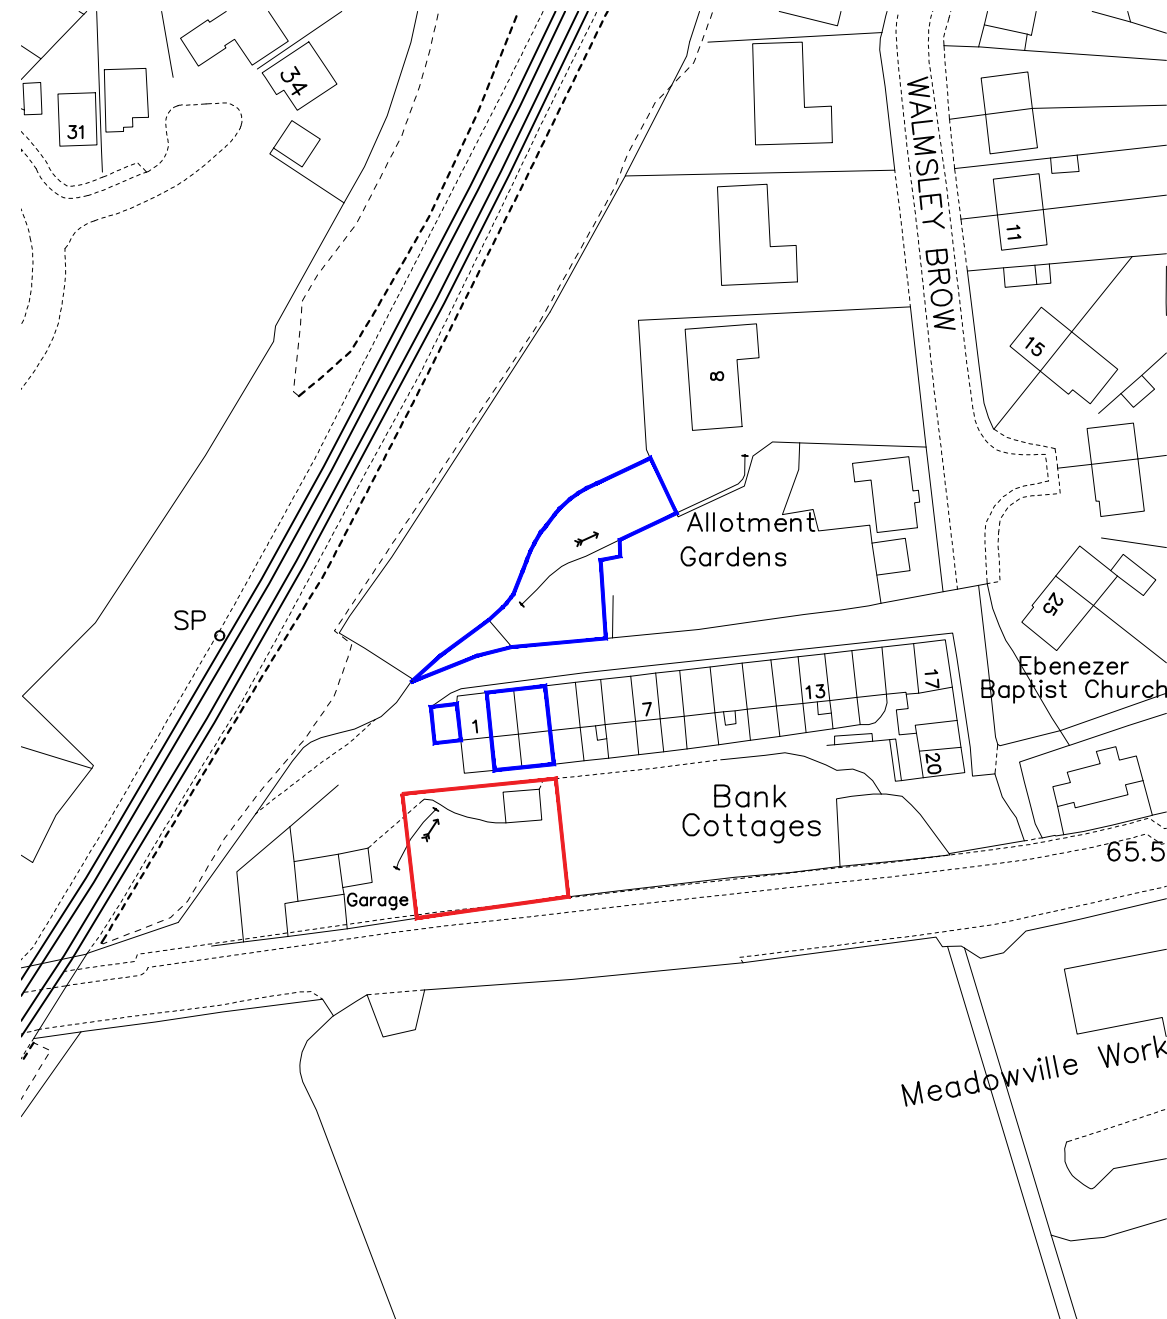 34
31
WALMSLEY BROW
11
15
8
Allotment
Gardens
25
SP
Ebenezer
Baptist Church
17
13
7
1
20
Bank
Cottages
65.5
Garage
Meadowville Work